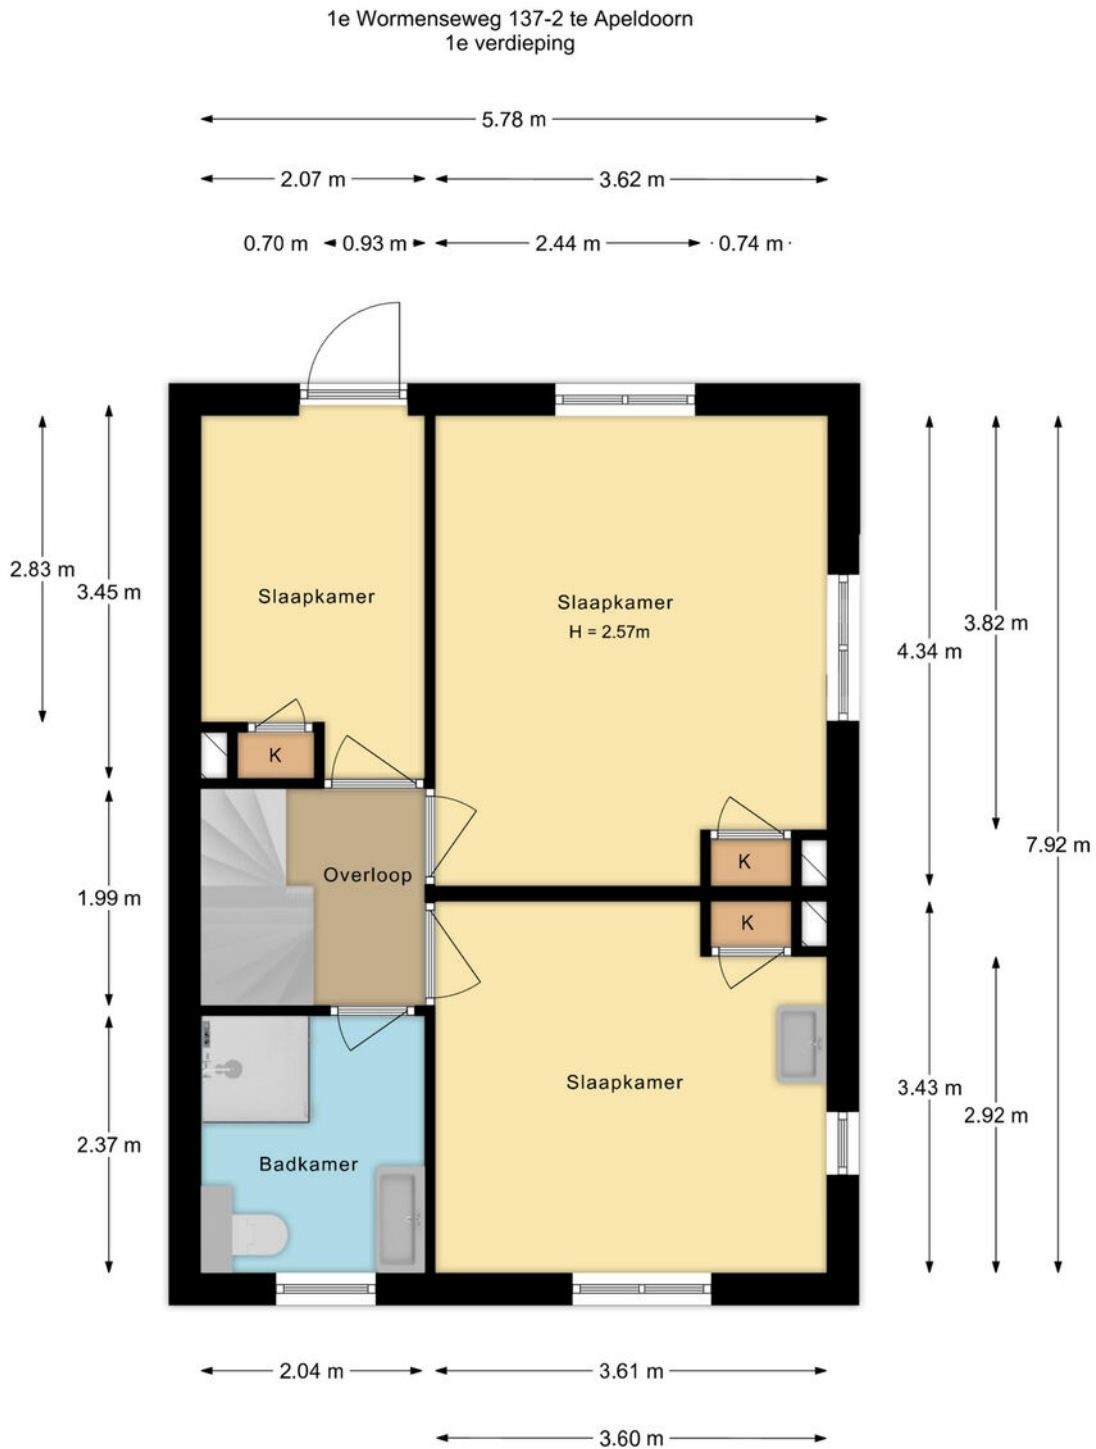 1e Wormenseweg 137-2 te Apeldoorn
1e verdieping
5.78 m
2.07 m
3.62 m
0.70 m
0.93 m
2.44 m
0.74 m
2.83 m
3.45 m
Slaapkamer
Slaapkamer
H = 2.57m
4.34 m
3.82 m
7.92 m
K
K
K
Overloop
1.99 m
Slaapkamer
3.43 m
2.92 m
2.37 m
Badkamer
2.04 m
3.61 m
3.60 m